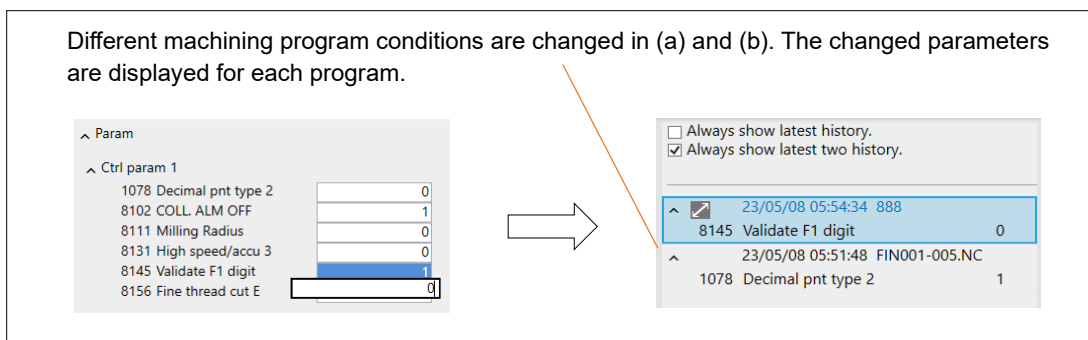 Different machining program conditions are changed in (a) and (b). The changed parameters
are displayed for each program.
Param
Ctrl param 1
1078 Decimal pnt type 2 0
8102 COLL. ALM OFF 1
8111 Milling Radius 0
8131 High speed/accu 3 0
8145 Validate F1 digit 1
8156 Fine thread cut E 0
Always show latest history.
Always show latest two history.
23/05/08 05:54:34 888
8145 Validate F1 digit 0
23/05/08 05:51:48 FIN001-005.NC
1078 Decimal pnt type 2 1